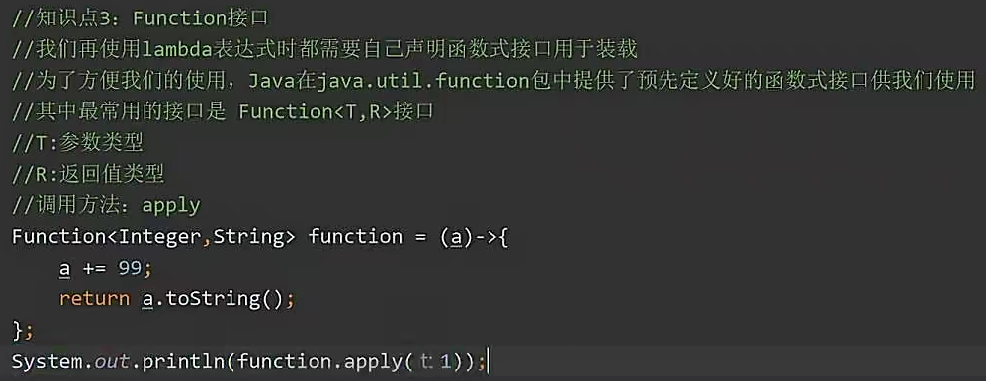 //知识点3：Function接口
//我们再使用lambda表达式时都需要自己声明函数式接口用于装载
//为了方便我们的使用，Java在java.util.function包中提供了预先定义好的函数式接口供我们使用
//其中最常用的接口是 Function<T,R>接口
//T:参数类型
//R:返回值类型
//调用方法：apply
Function<Integer,String> function = (a)->{
    a += 99;
    return a.toString();
};
System.out.println(function.apply( t: 1));